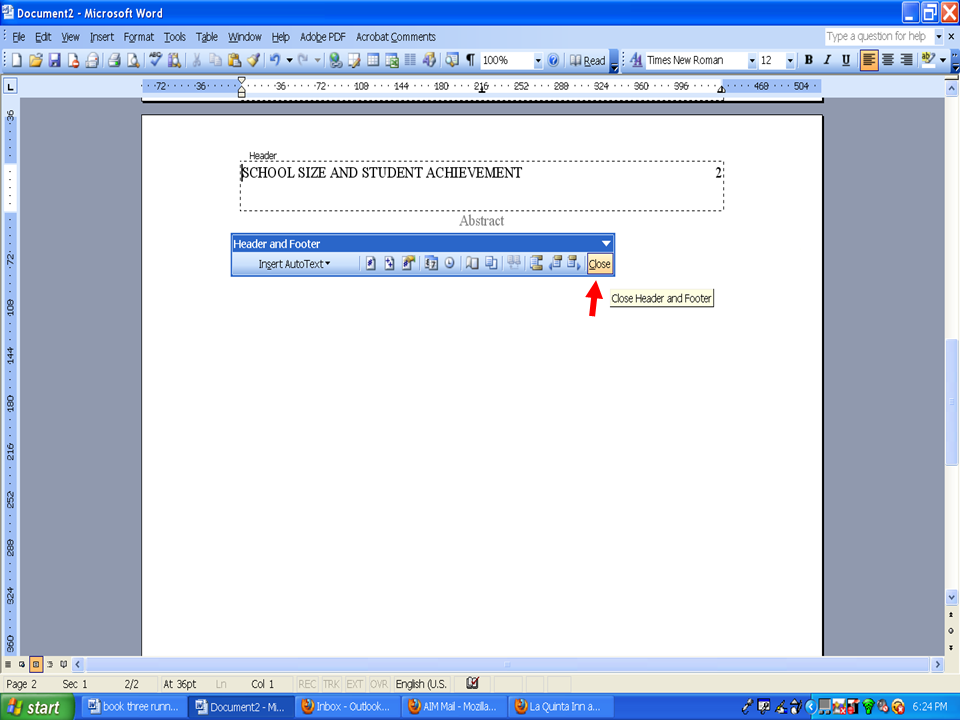 Document2 - Microsoft Word
File Edit View Insert Format Tools Table Window Help Adobe PDF Acrobat Comments
Type a question for help
100%
Read
Times New Roman
12
B I U
72 36 36 72 108 144 180 216 252 288 324 360 396 468 504
36 72 108 144 180 216 252 288 324 360
Header
SCHOOL SIZE AND STUDENT ACHIEVEMENT 2
Abstract
Header and Footer
Insert AutoText
Close
Close Header and Footer
Page 2 Sec 1 2/2 At 36pt Ln Col 1 REC TRK EXT OVR English (U.S.
start
book three runn...
Document2 - Mi...
Inbox - Outlook...
AIM Mail - Mozilla...
La Quinta Inn a...
6:24 PM